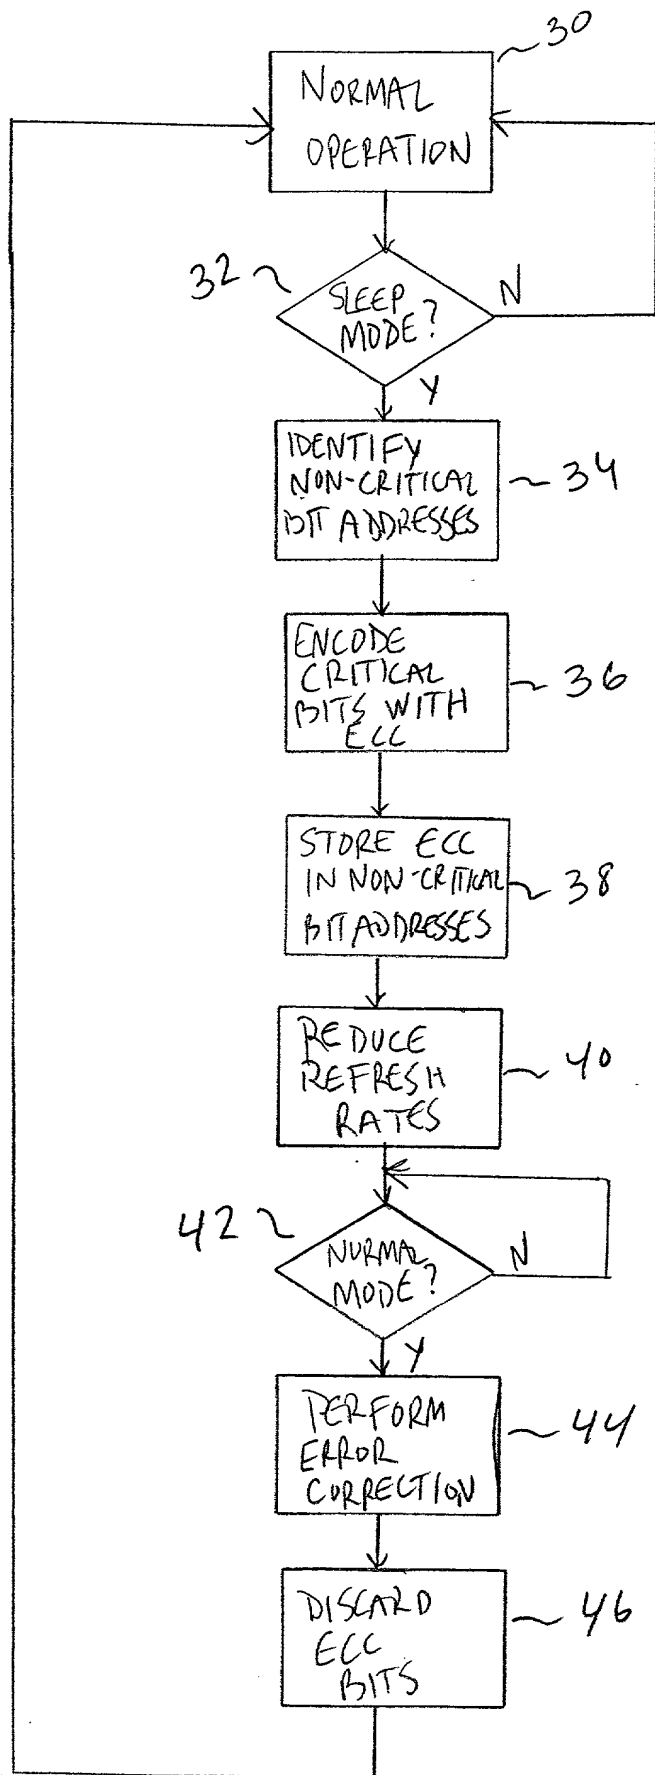 30
NORMAL
OPERATION
32
SLEEP
MODE?
N
Y
IDENTIFY
NON-CRITICAL
BIT ADDRESSES
34
ENCODE
CRITICAL
BITS WITH
ECC
36
STORE ECC
IN NON-CRITICAL
BIT ADDRESSES
38
REDUCE
REFRESH
RATES
40
42
NORMAL
MODE?
N
Y
PERFORM
ERROR
CORRECTION
44
DISCARD
ECC
BITS
46